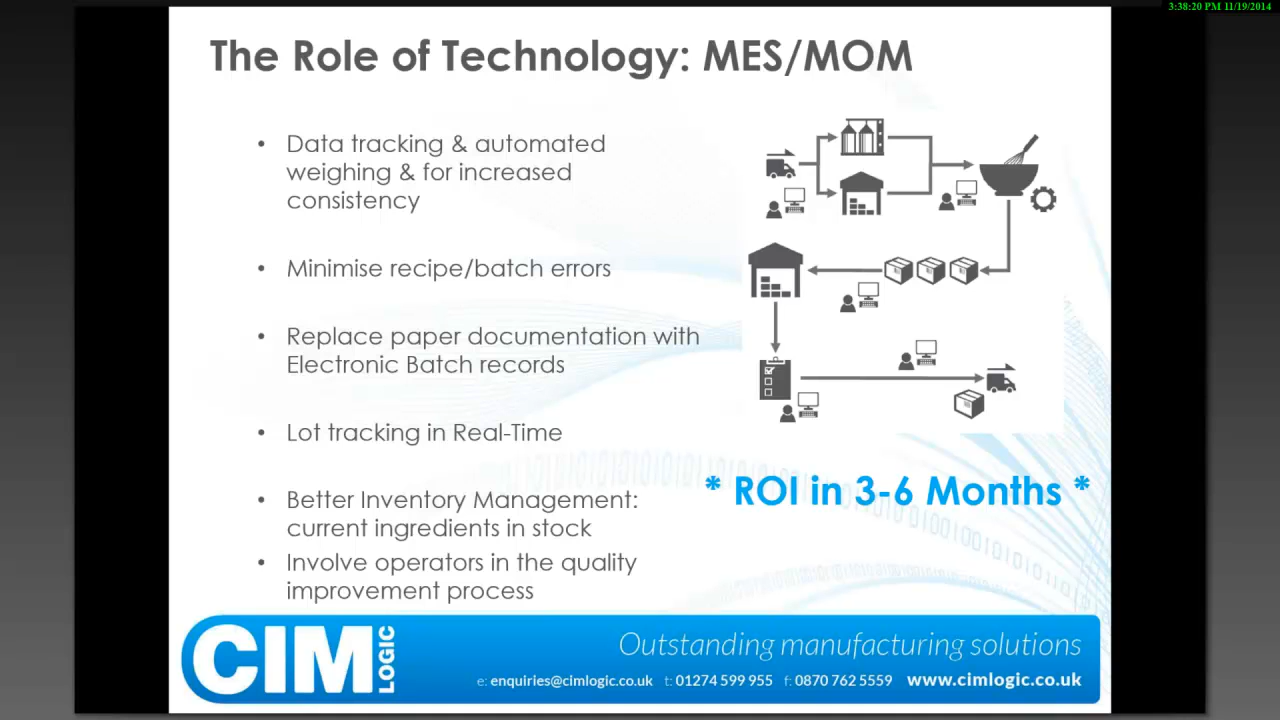 3:38:20 PM 11/19/2014
The Role of Technology: MES/MOM
• Data tracking & automated
weighing & for increased
consistency
• Minimise recipe/batch errors
• Replace paper documentation with
Electronic Batch records
• Lot tracking in Real-Time
• Better Inventory Management:
current ingredients in stock
• Involve operators in the quality
improvement process
* ROI in 3-6 Months *
CIM LOGIC
Outstanding manufacturing solutions
e: enquiries@cimlogic.co.uk t: 01274 599 955 f: 0870 762 5559 www.cimlogic.co.uk